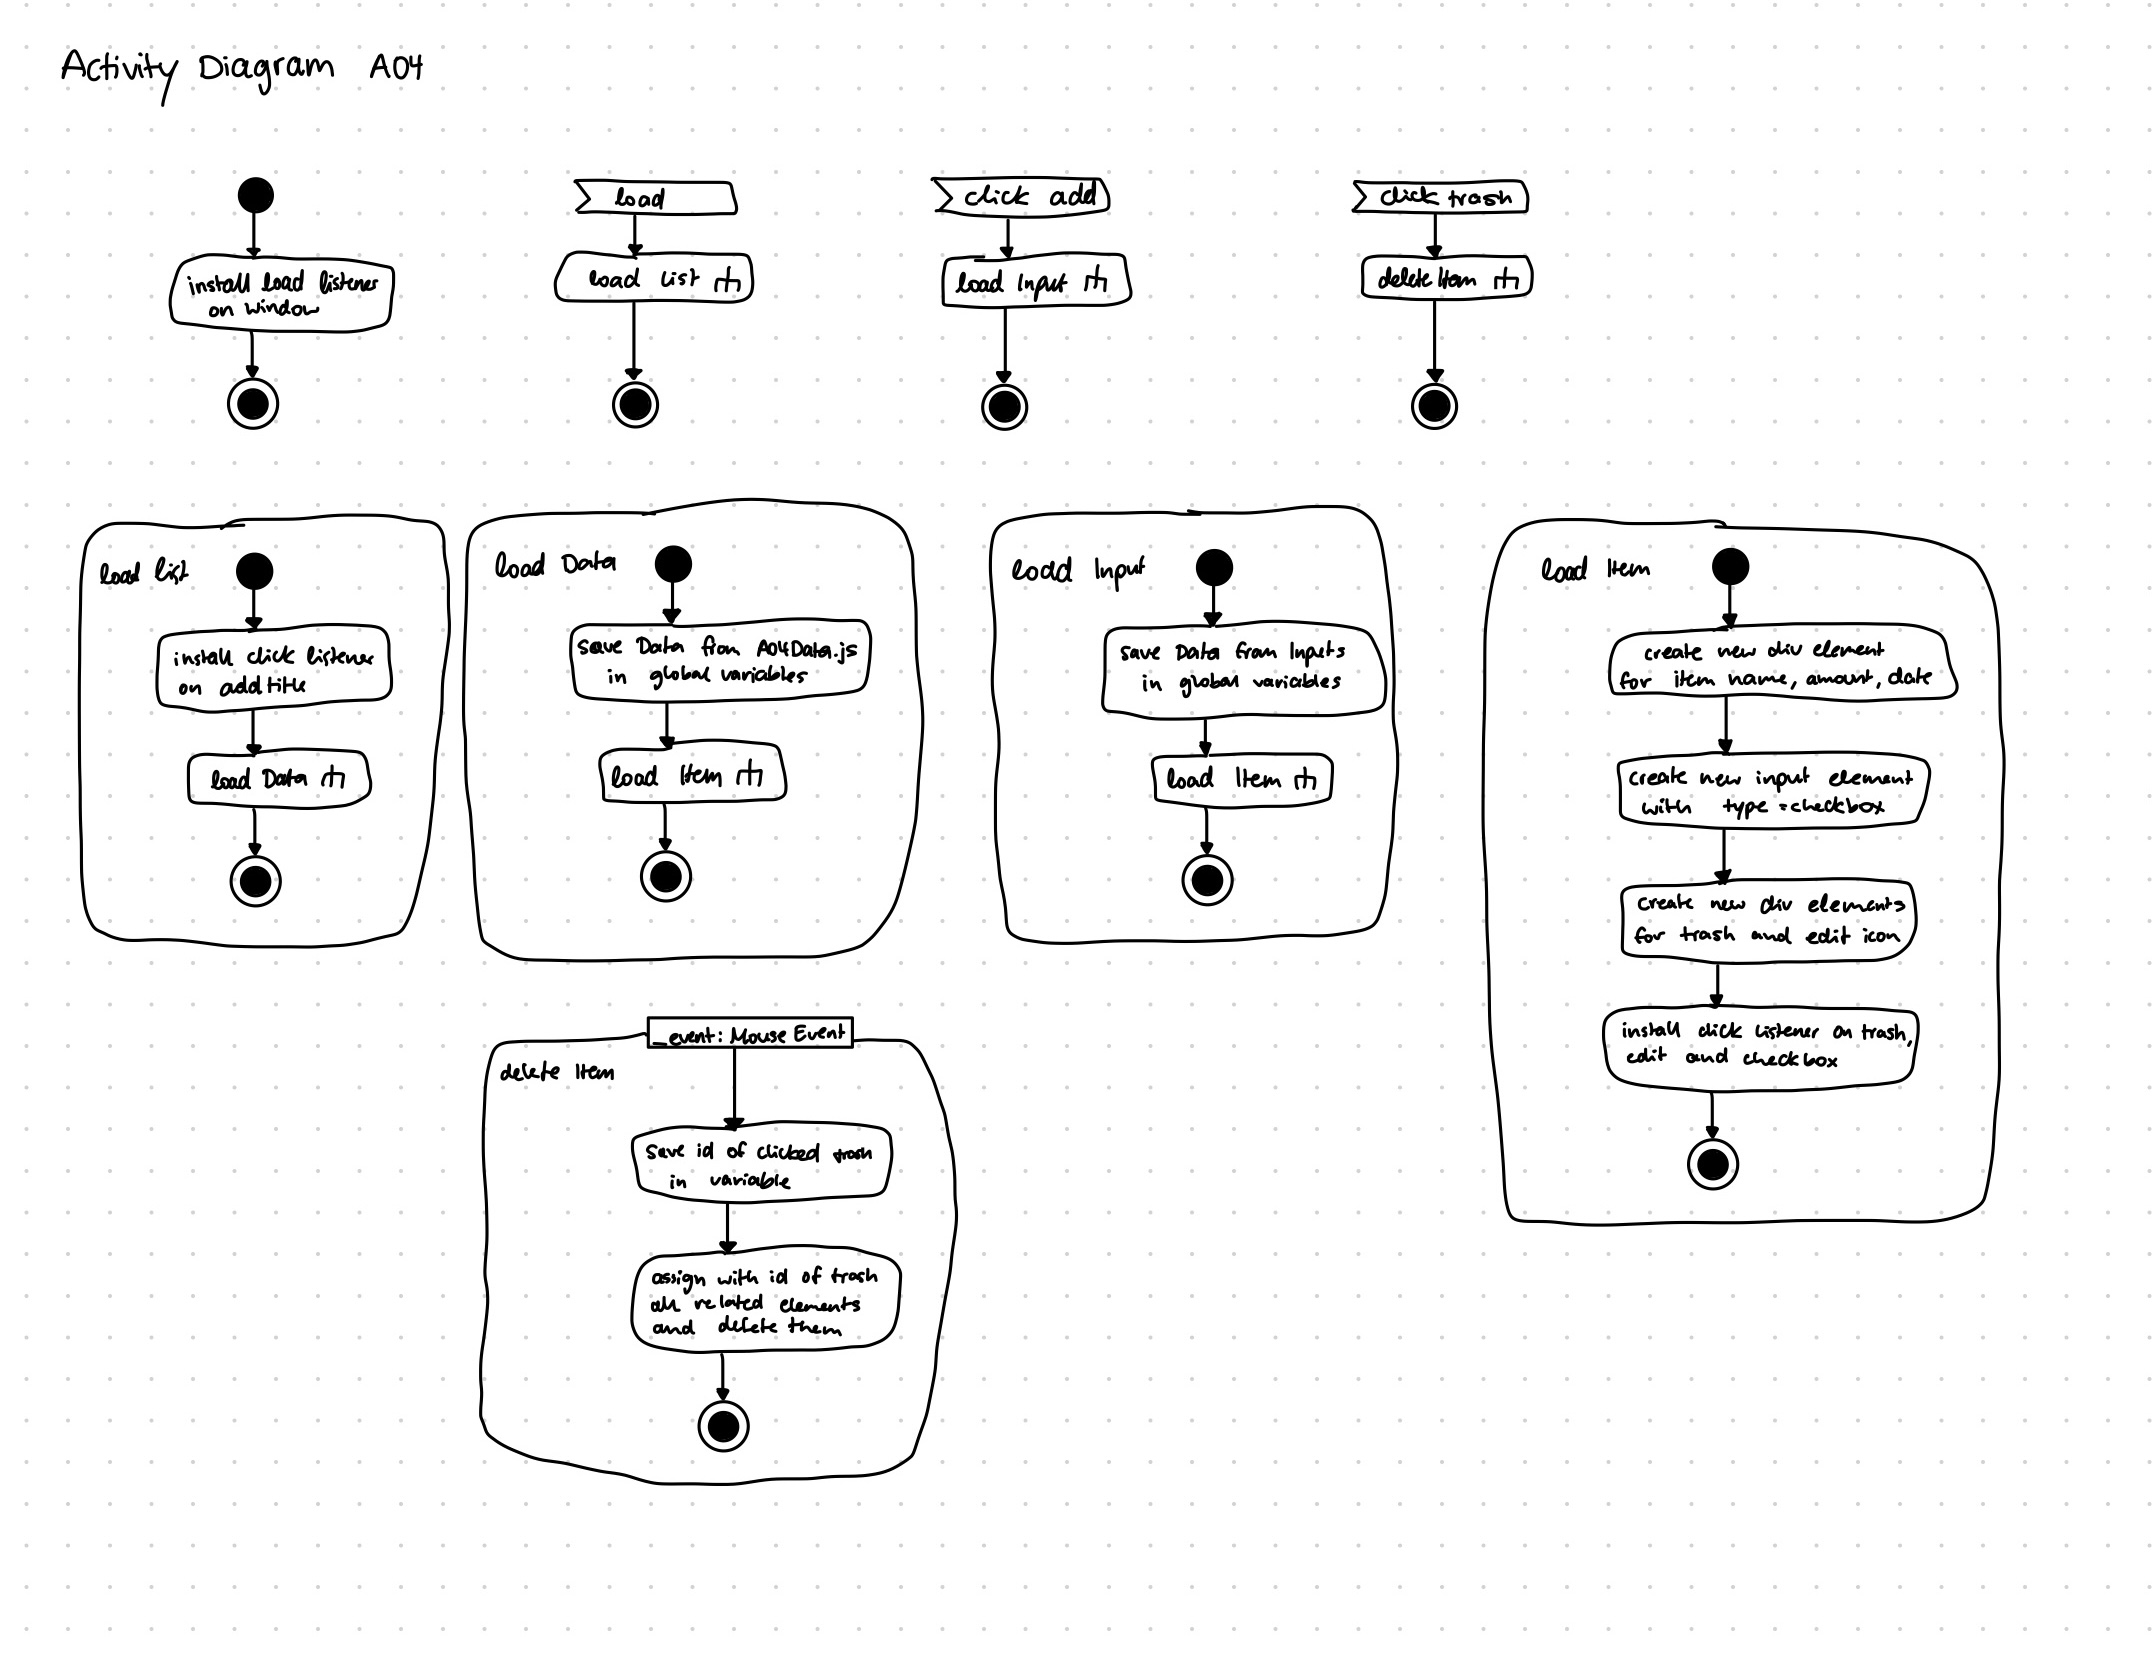 Activity Diagram A04
install load listener
on window
load
load List
click add
load Input
click trash
delete Item
load list
install click listener
on addtitle
load Data
load Data
save Data from A04Data.js
in global variables
load Item
load Input
save Data from Inputs
in global variables
load Item
load Item
create new div element
for item name, amount, date
create new input element
with type=checkbox
create new div elements
for trash and edit icon
install click listener on trash,
edit and checkbox
_event: Mouse Event
delete Item
save id of clicked trash
in variable
assign with id of trash
all related elements
and delete them